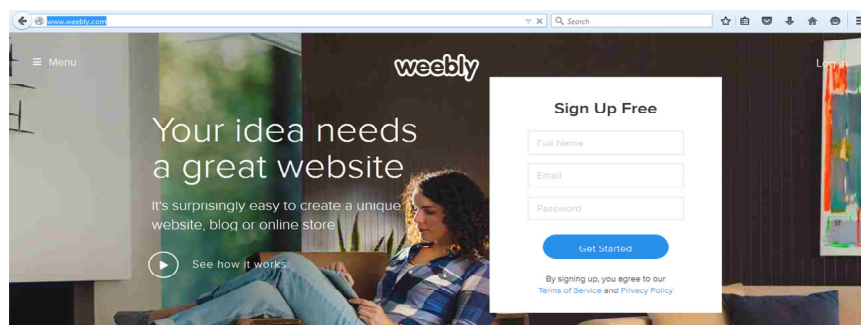 www.weebly.com
Search
Menu
weebly
Log in
Sign Up Free
Your idea needs
a great website
Full Name
Email
Password
It's surprisingly easy to create a unique
website, blog or online store
See how it works
Get Started
By signing up, you agree to our
Terms of Service and Privacy Policy